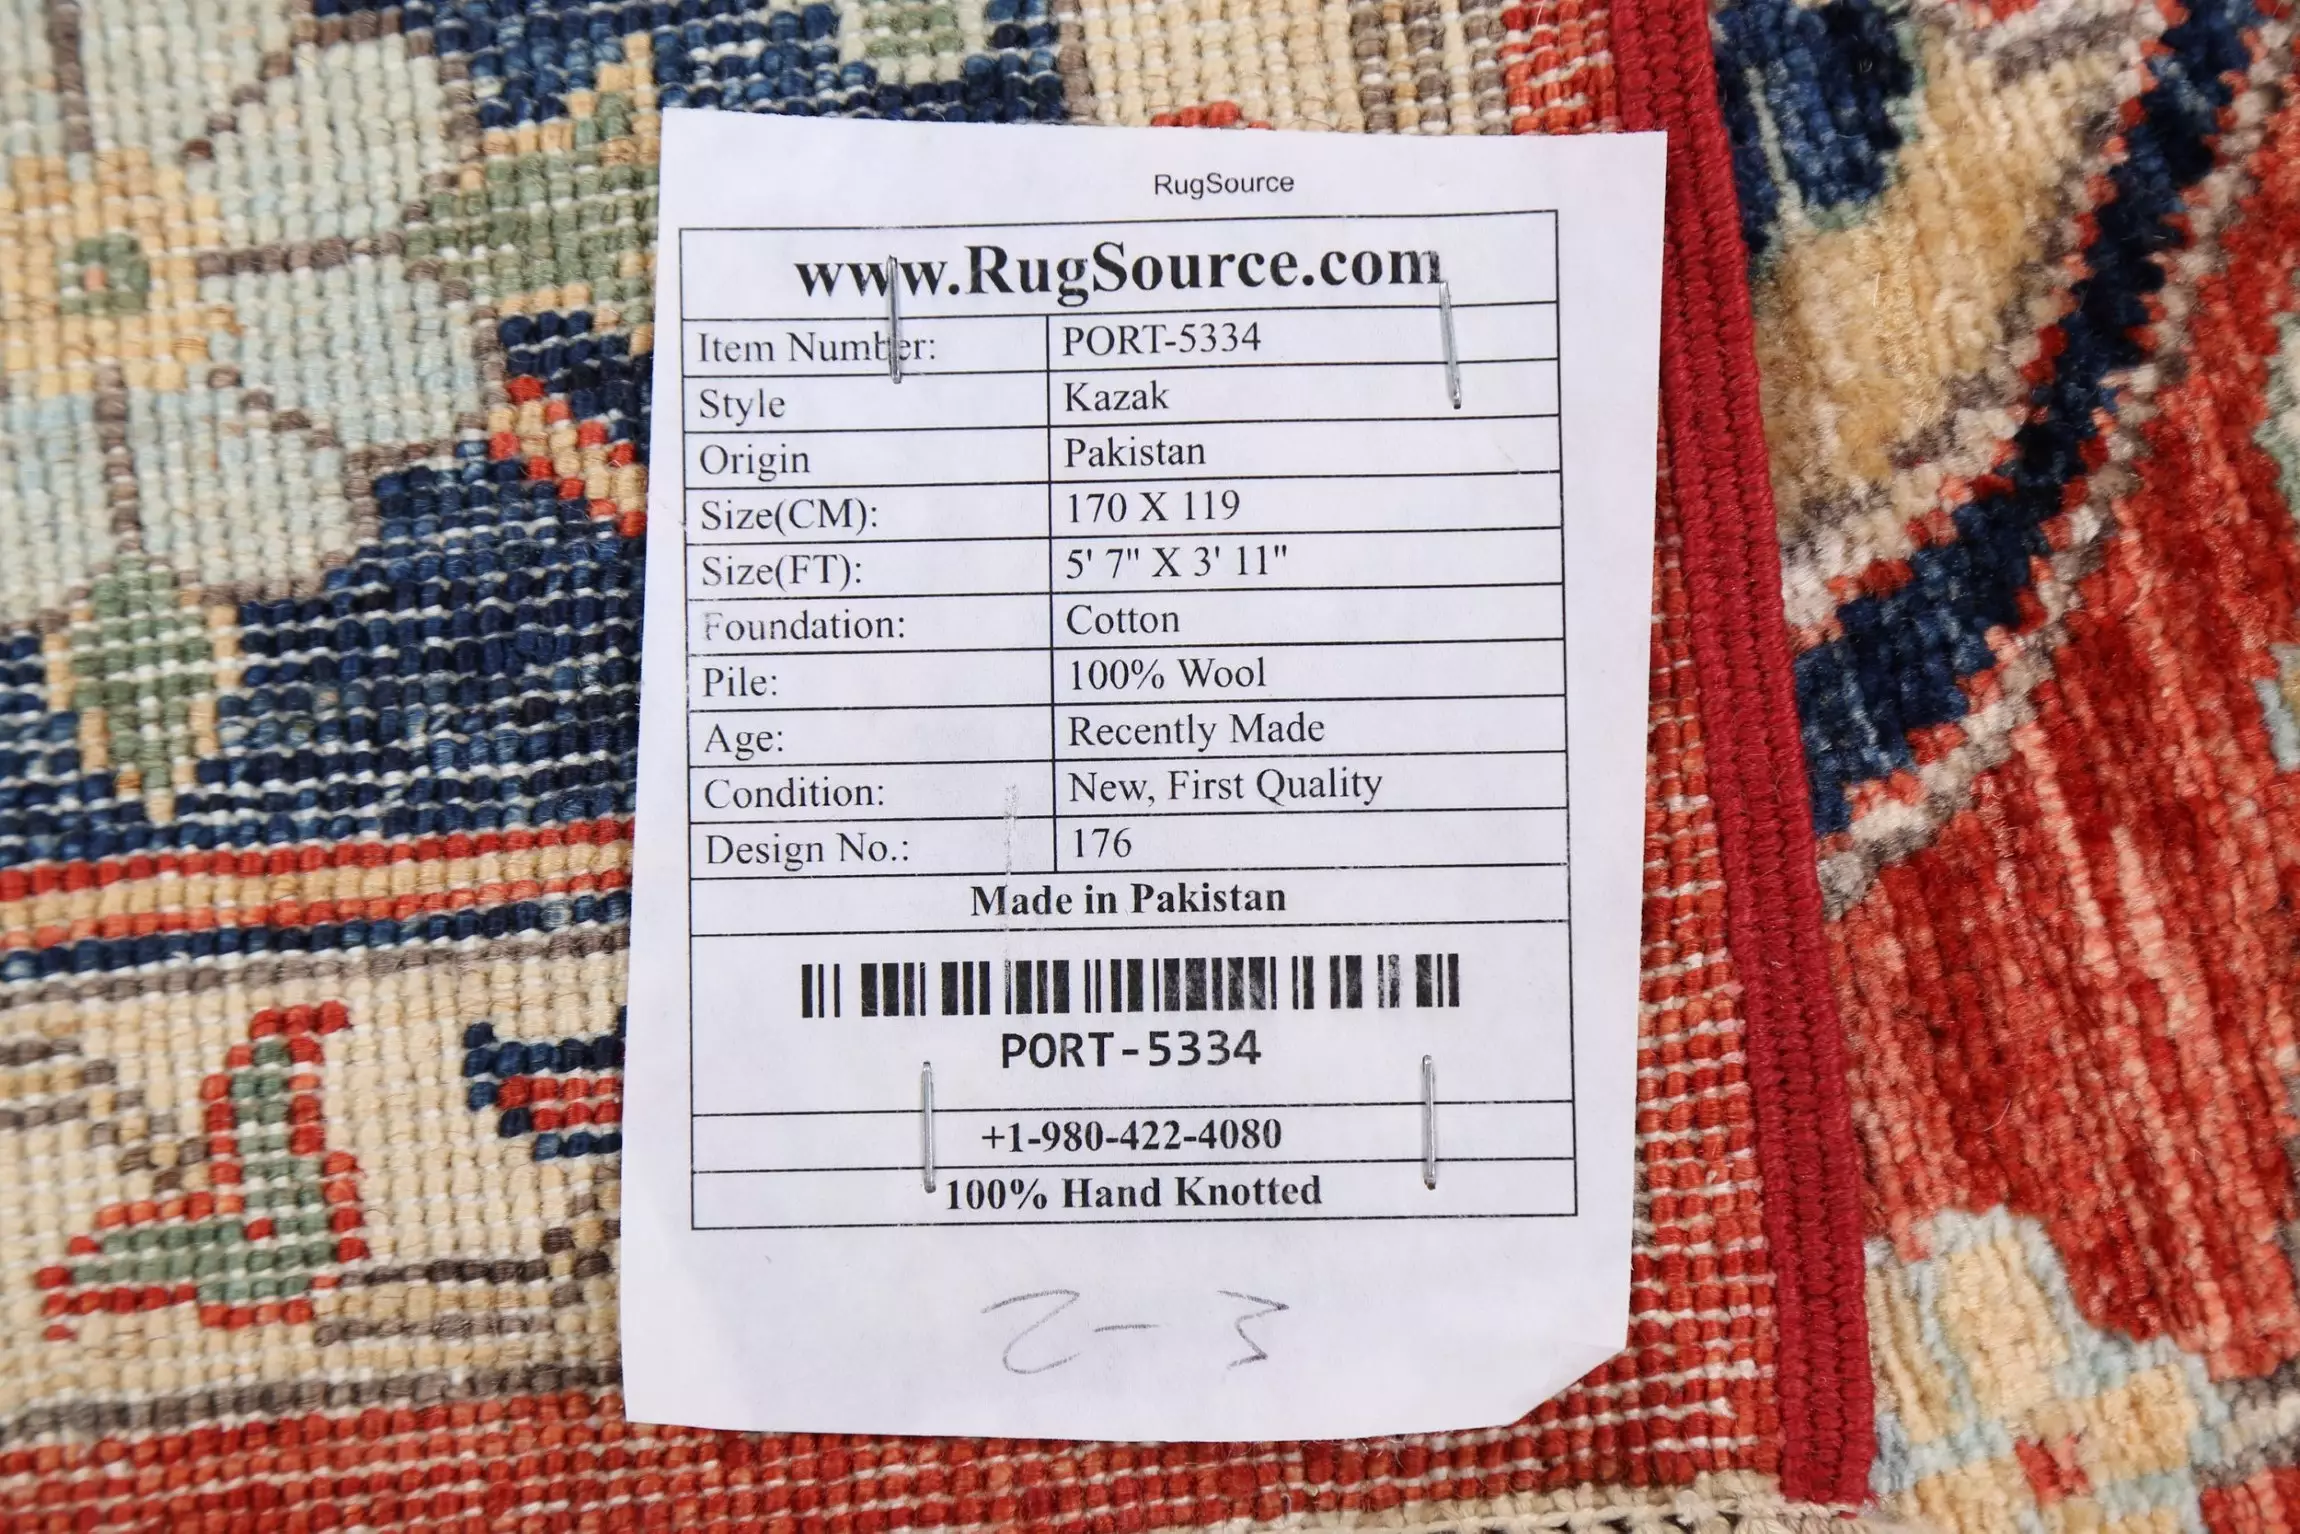 RugSource
www.RugSource.com
Item Number: PORT-5334
Style Kazak
Origin Pakistan
Size(CM): 170 X 119
Size(FT): 5' 7" X 3' 11"
Foundation: Cotton
Pile: 100% Wool
Age: Recently Made
Condition: New, First Quality
Design No.: 176
Made in Pakistan
PORT-5334
+1-980-422-4080
100% Hand Knotted
2-3